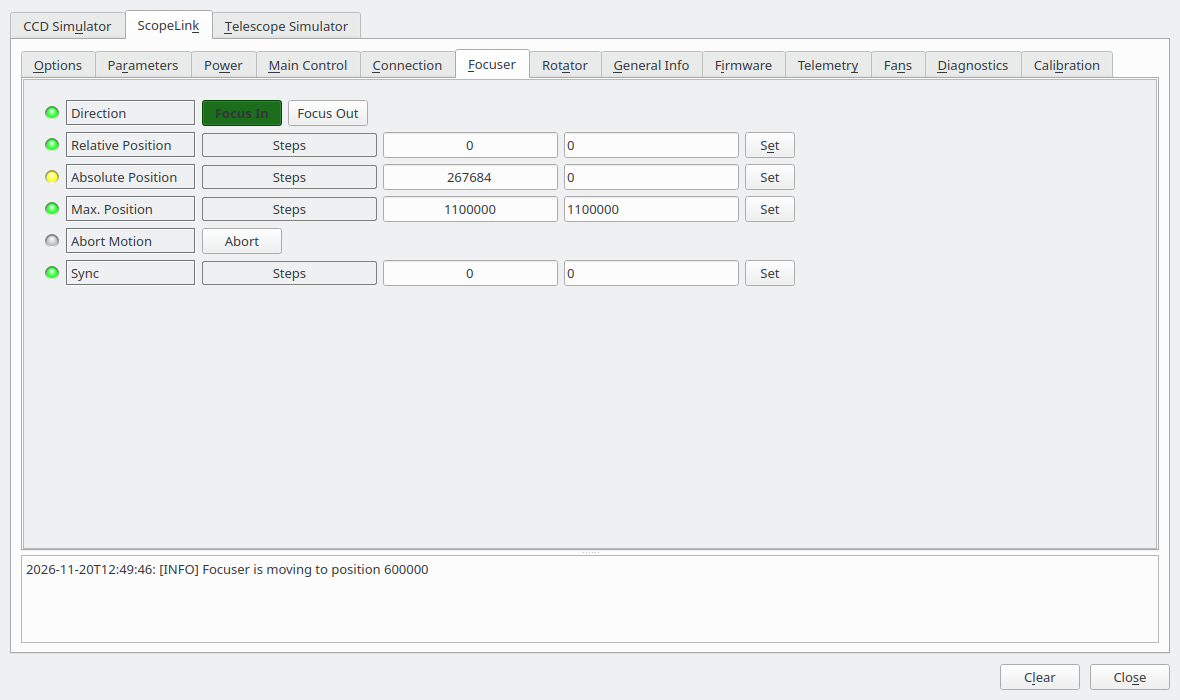 CCD Simulator ScopeLink Telescope Simulator
Options Parameters Power Main Control Connection Focuser Rotator General Info Firmware Telemetry Fans Diagnostics Calibration
Direction Focus In Focus Out
Relative Position Steps 0 0 Set
Absolute Position Steps 267684 0 Set
Max. Position Steps 1100000 1100000 Set
Abort Motion Abort
Sync Steps 0 0 Set
2026-11-20T12:49:46: [INFO] Focuser is moving to position 600000
Clear Close